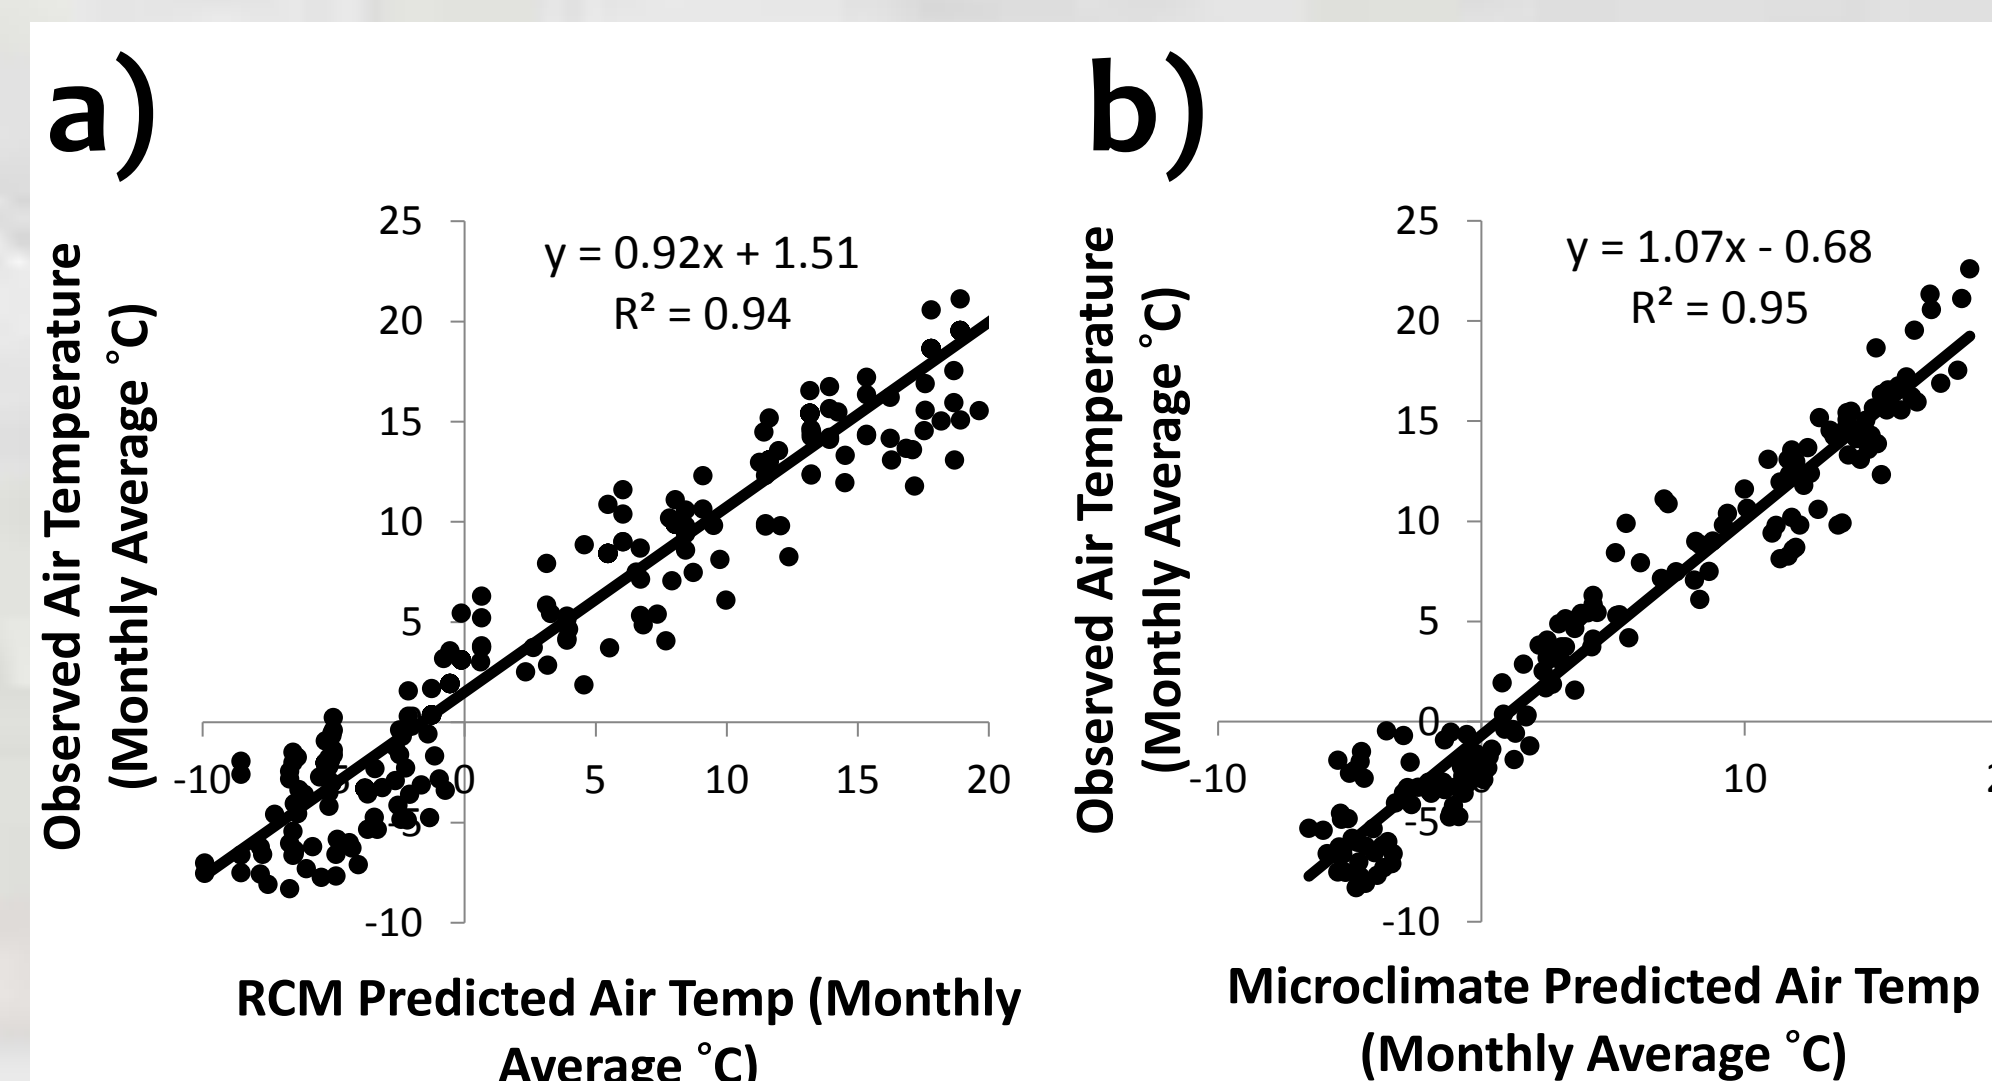 a)
Observed Air Temperature
(Monthly Average ˚C)
25
20
15
10
5
-5
-10
y = 0.92x + 1.51
R² = 0.94
-10
-5
0
5
10
15
20
RCM Predicted Air Temp (Monthly
Average ˚C)
b)
Observed Air Temperature
(Monthly Average ˚C)
25
20
15
10
5
0
-5
-10
y = 1.07x - 0.68
R² = 0.95
-10
10
Microclimate Predicted Air Temp
(Monthly Average ˚C)